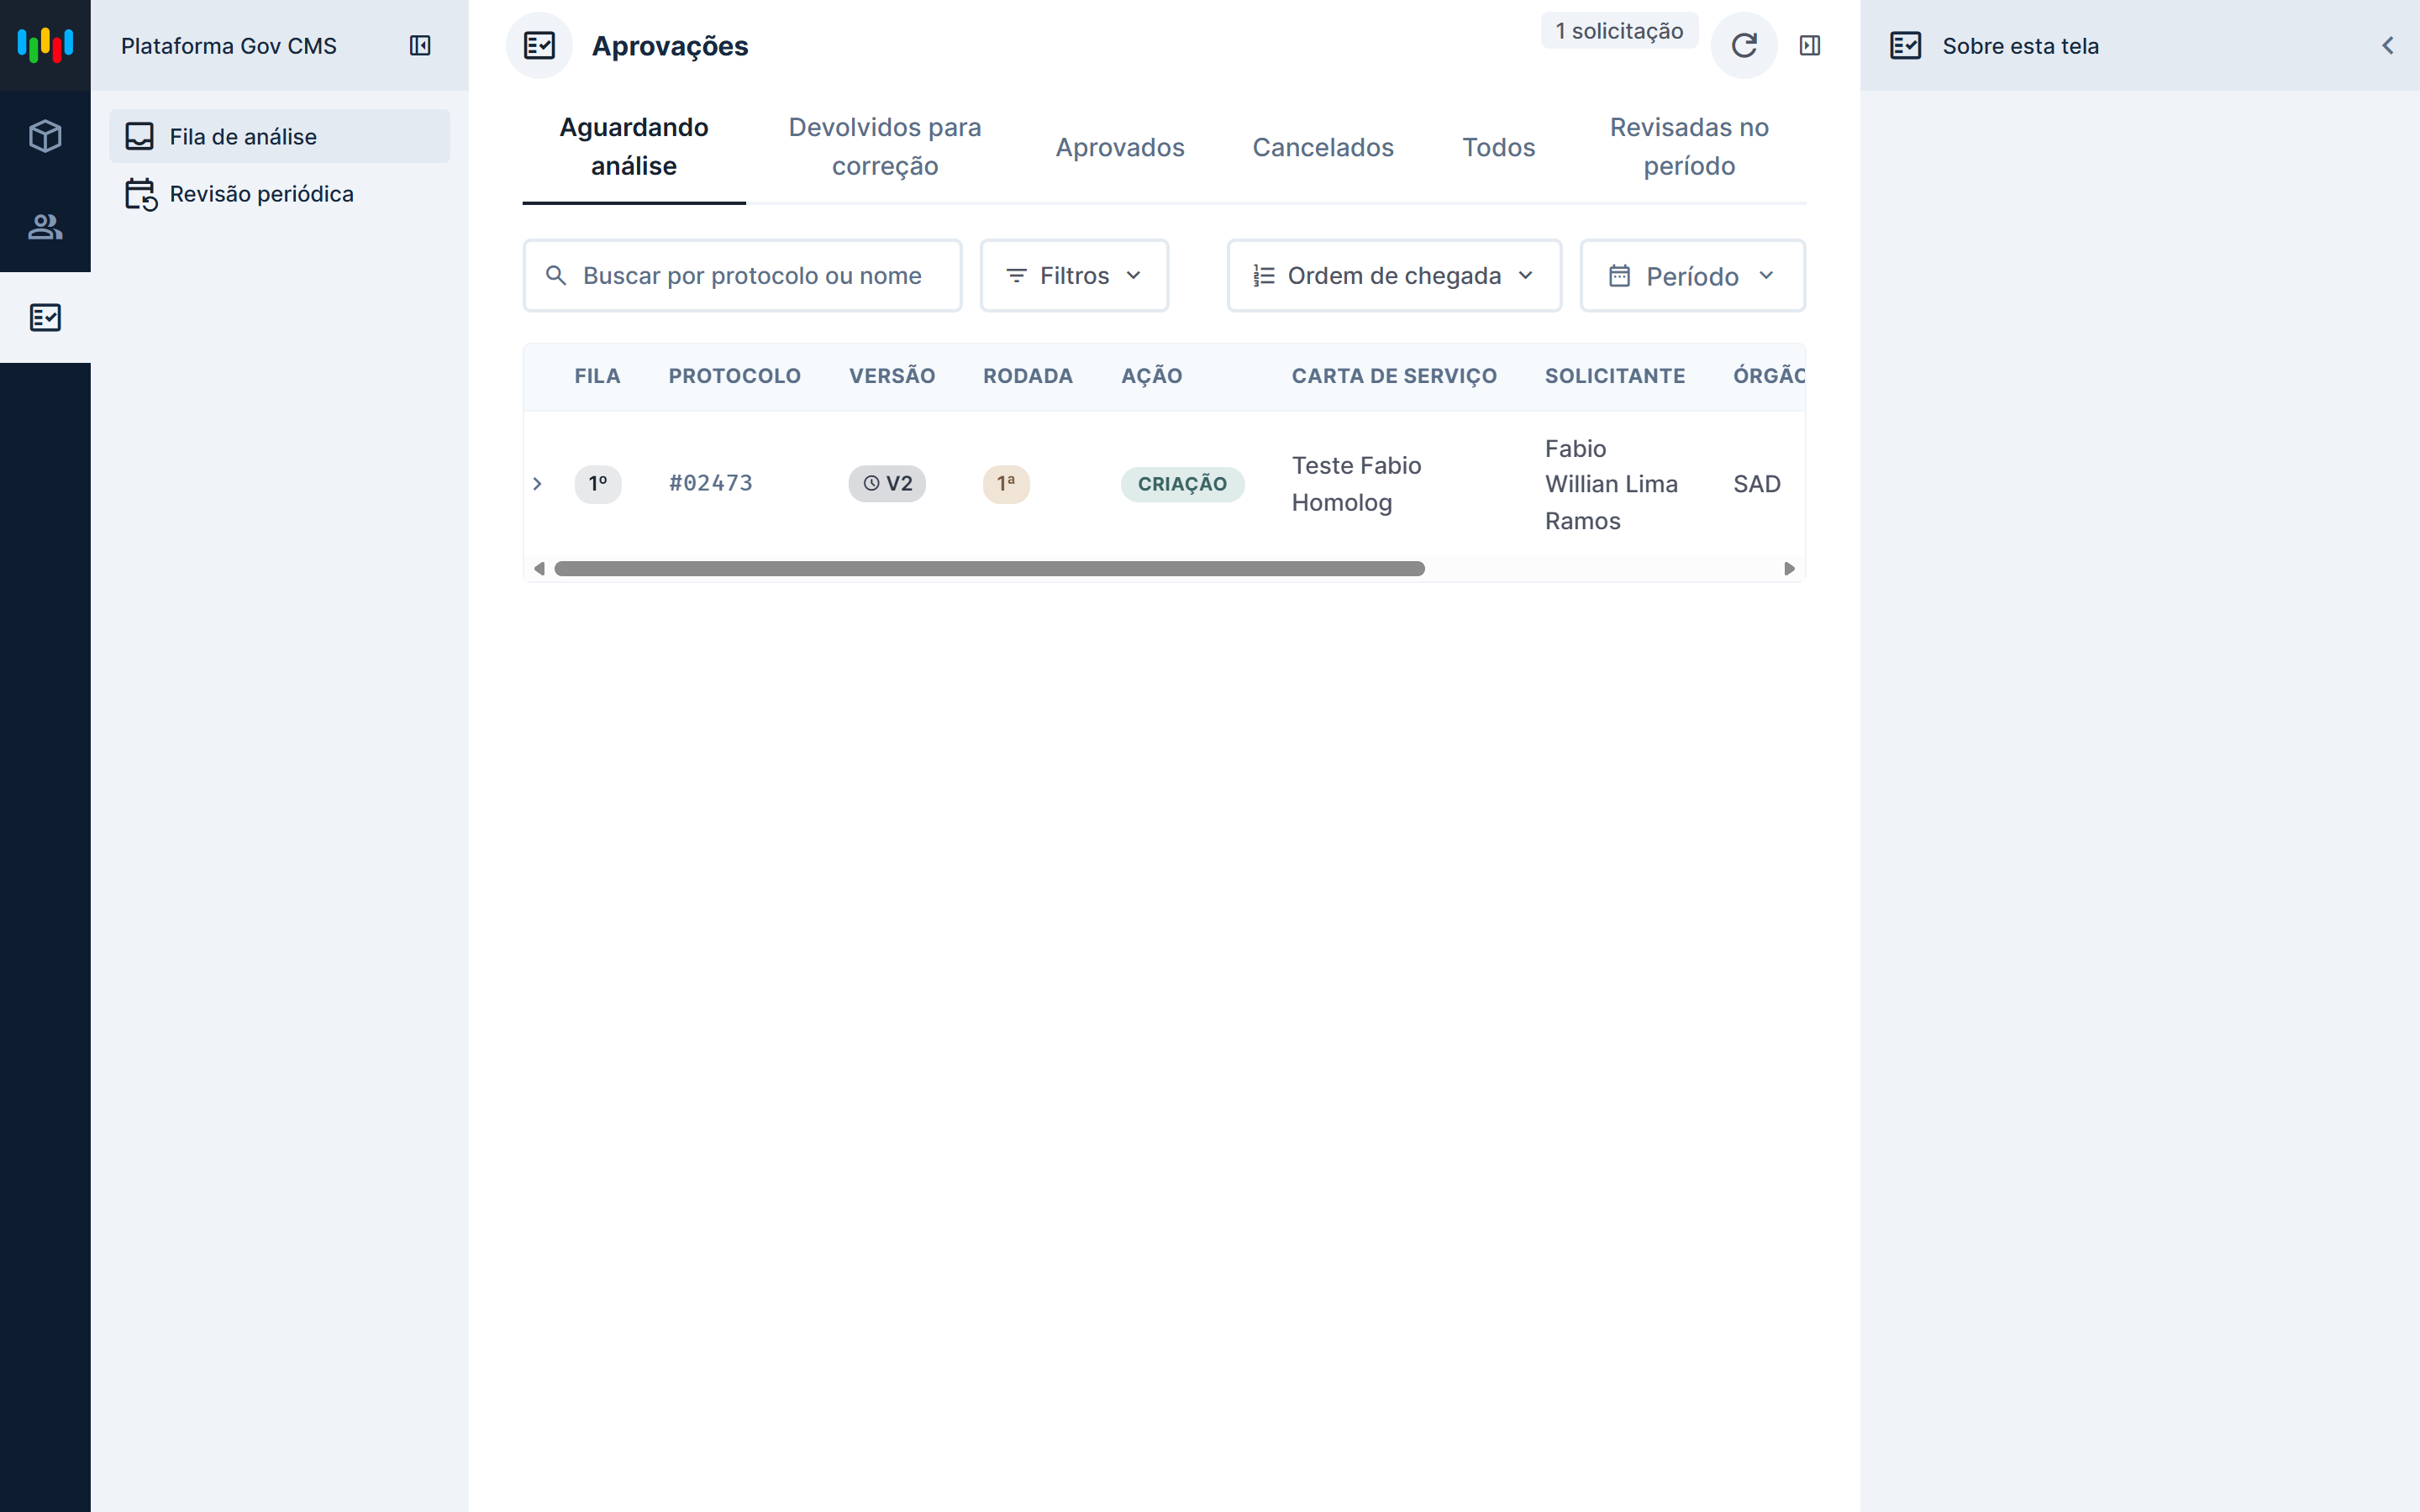 Plataforma Gov CMS
Fila de análise
Revisão periódica
Aprovações
1 solicitação
Aguardando análise
Devolvidos para correção
Aprovados
Cancelados
Todos
Revisadas no período
Buscar por protocolo ou nome
Filtros
Ordem de chegada
Período
FILA PROTOCOLO VERSÃO RODADA AÇÃO CARTA DE SERVIÇO SOLICITANTE ÓRGÃO
1º
#02473
V2
1ª
CRIAÇÃO
Teste Fabio
Homolog
Fabio
Willian Lima
Ramos
SAD
Sobre esta tela